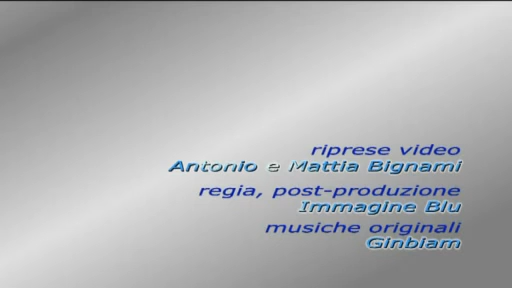 riprese video
Antonio e Mattia Bignami
regia, post-produzione
Immagine Blu
musiche originali
Ginbiam